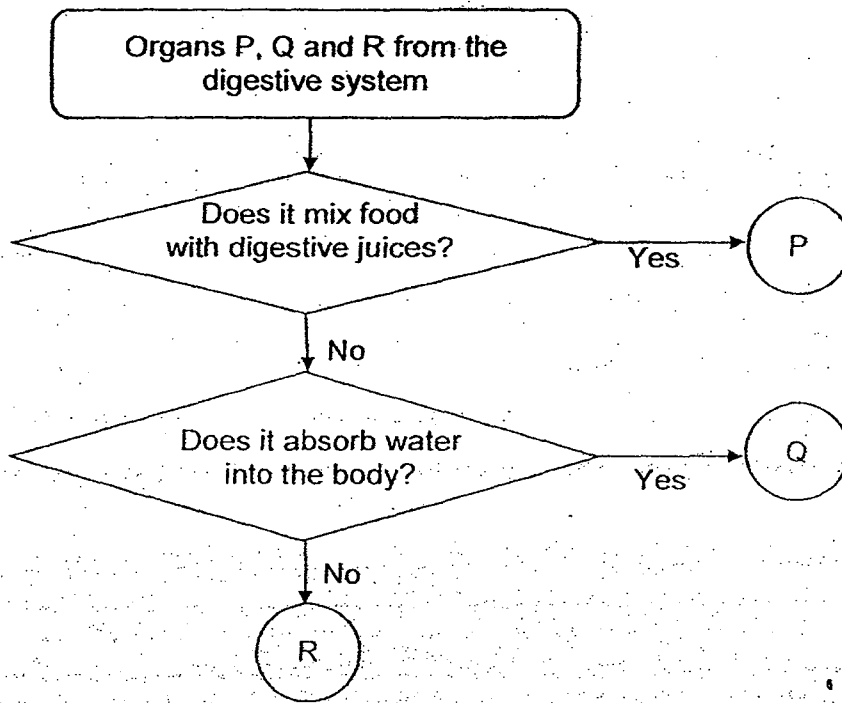 Organs P, Q and R from the
digestive system
Does it mix food
with digestive juices?
Yes
P
No
Does it absorb water
into the body?
Yes
Q
No
R
6